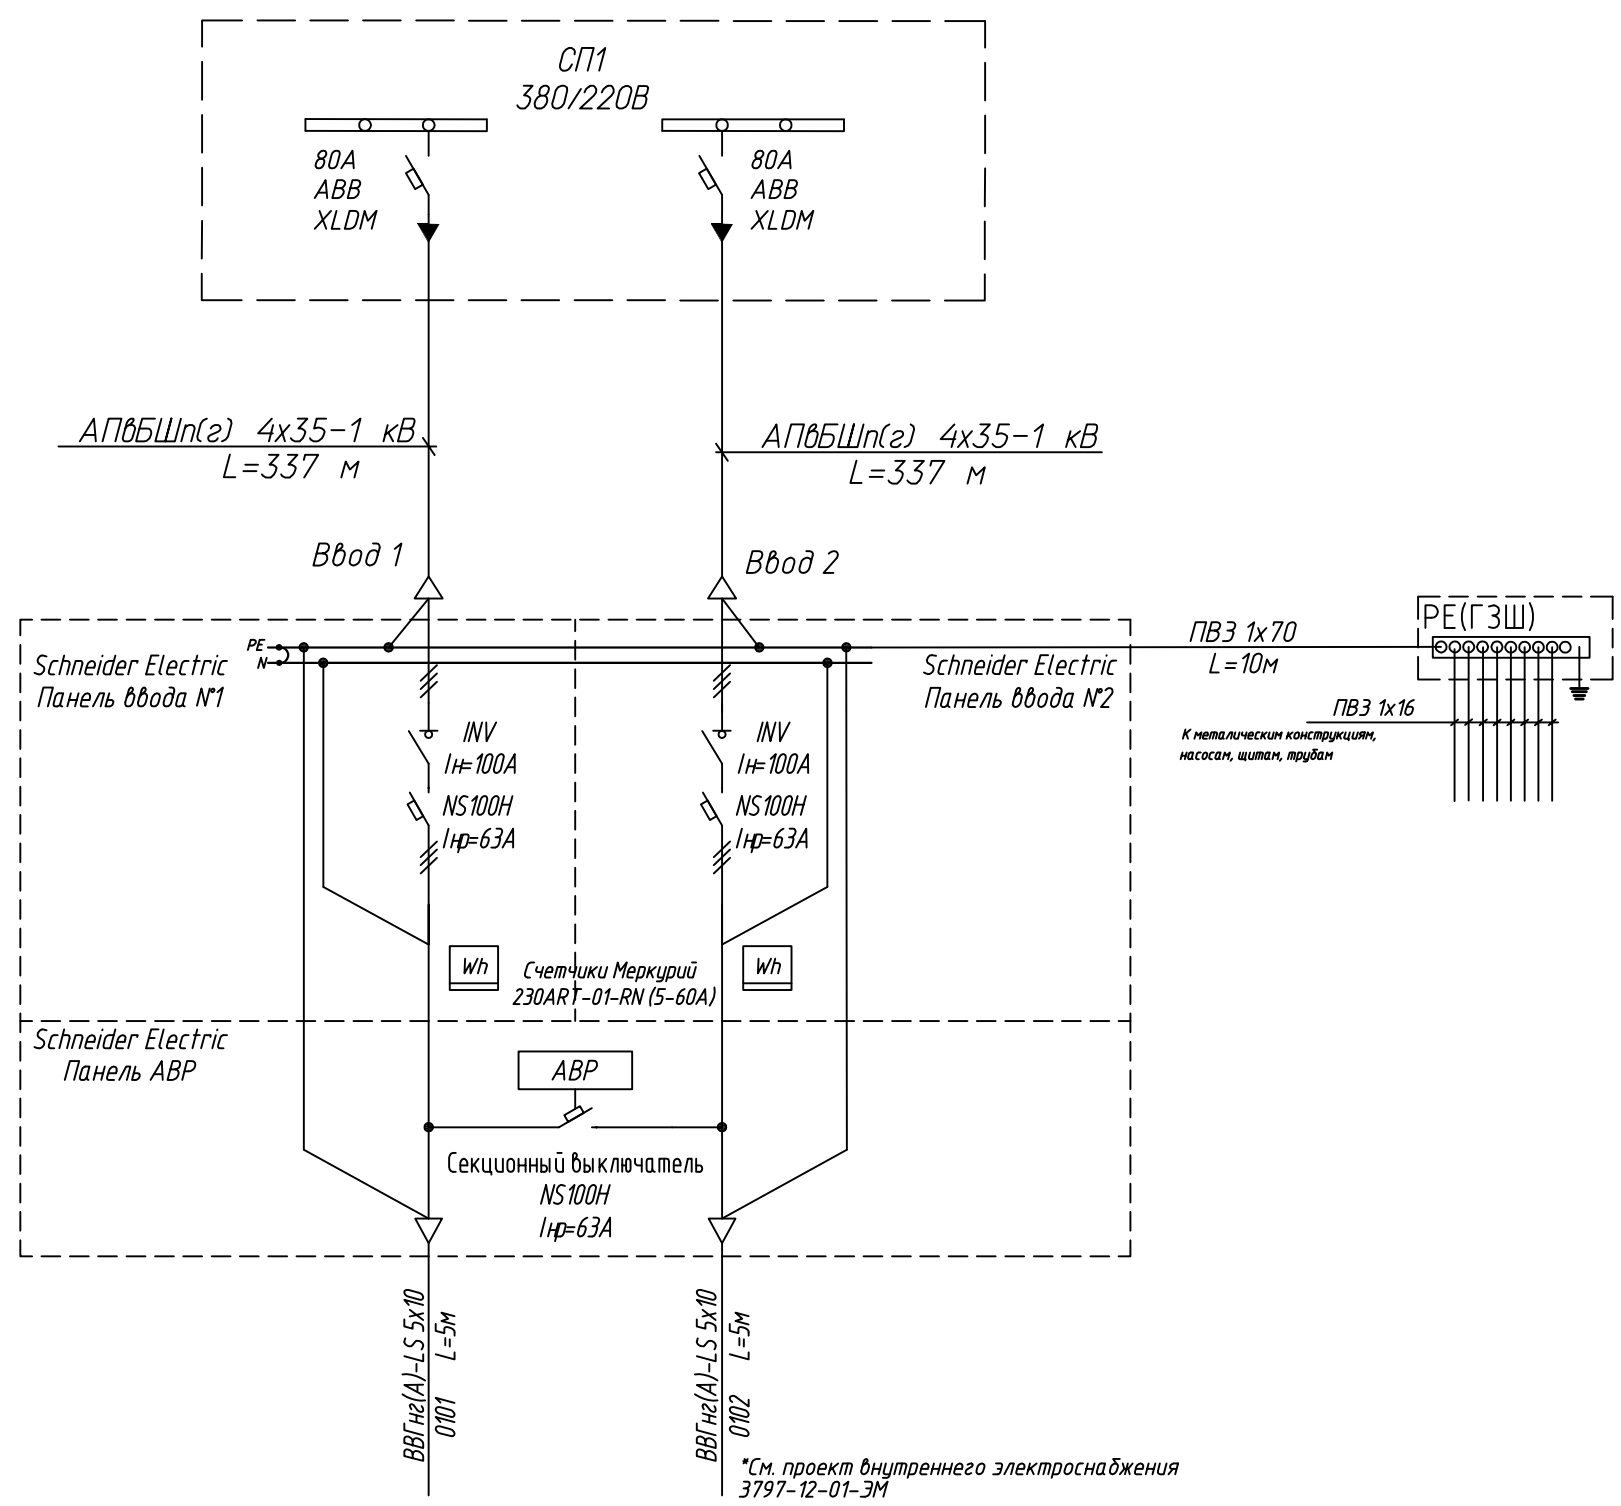 СП1
380/220В
80А
АВВ
XLDM
80А
АВВ
XLDM
АПвБШп(г) 4х35-1 кВ
L=337 м
АПвБШп(г) 4х35-1 кВ
L=337 м
Ввод 1
Ввод 2
PE
N
Schneider Electric
Панель ввода №1
Schneider Electric
Панель ввода №2
ПВЗ 1х70
L=10м
РЕ(ГЗШ)
ПВЗ 1х16
К металическим конструкциям,
насосам, щитам, трубам
INV
Iн=100А
NS100H
Iнр=63А
INV
Iн=100А
NS100H
Iнр=63А
Wh
Счетчики Меркурий
230ART-01-RN (5-60А)
Wh
Schneider Electric
Панель АВР
АВР
Секционный выключатель
NS100H
Iнр=63А
ВВГнг(А)-LS 5х10
L=5м
0101
ВВГнг(А)-LS 5х10
L=5м
0102
*См. проект внутреннего электроснабжения
3797-12-01-ЭМ